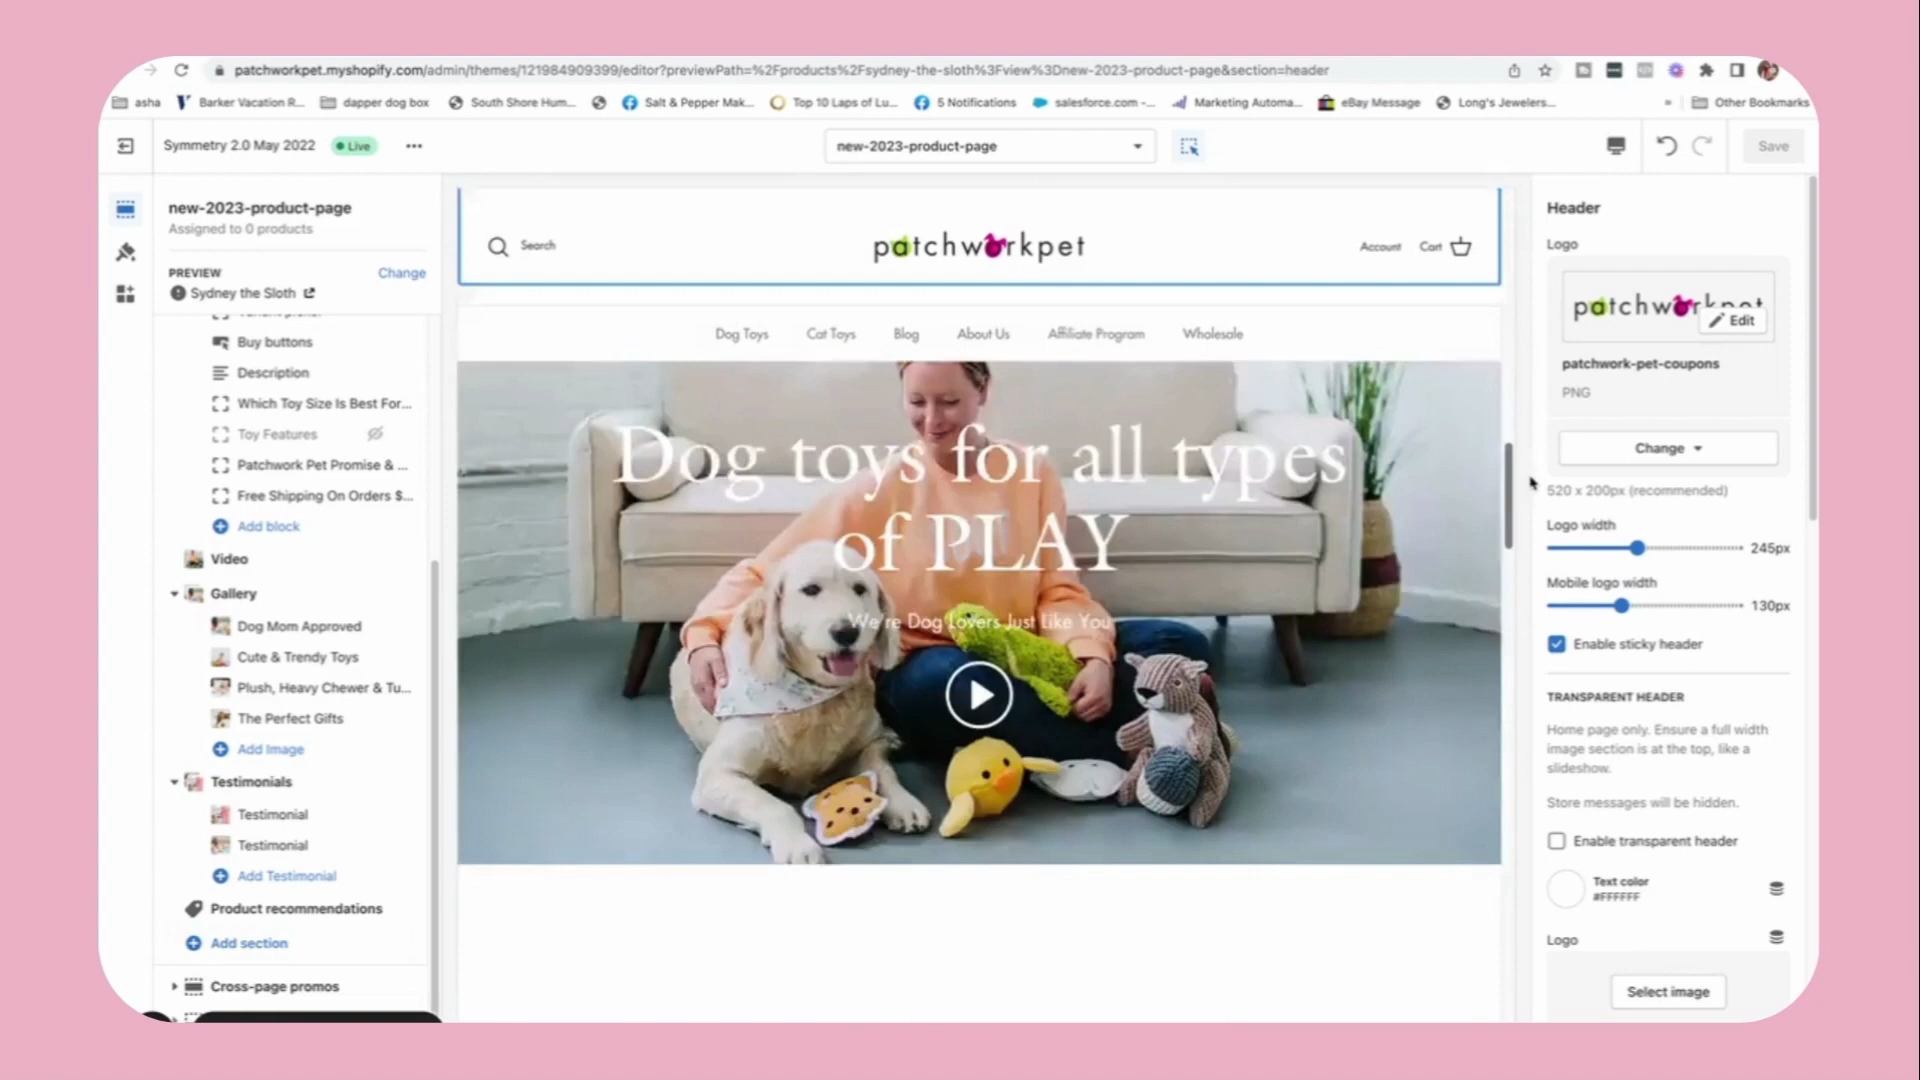 patchworkpet.myshopify.com/admin/themes/121984909399/editor?previewPath=%2Fproducts%2Fsydney-the-sloth%3Fview%3Dnew-2023-product-page&section=header
asha
Barker Vacation R...
dapper dog box
South Shore Hum...
Salt & Pepper Mak...
Top 10 Laps of Lu...
5 Notifications
salesforce.com -...
Marketing Automa...
eBay Message
Long's Jewelers...
»
Other Bookmarks
Symmetry 2.0 May 2022
Live
new-2023-product-page
Save
new-2023-product-page
Assigned to 0 products
PREVIEW
Change
Sydney the Sloth
Buy buttons
Description
Which Toy Size Is Best For...
Toy Features
Patchwork Pet Promise & ...
Free Shipping On Orders $...
Add block
Video
Gallery
Dog Mom Approved
Cute & Trendy Toys
Plush, Heavy Chewer & Tu...
The Perfect Gifts
Add Image
Testimonials
Testimonial
Testimonial
Add Testimonial
Product recommendations
Add section
Cross-page promos
Search
patchworkpet
Account
Cart
Dog Toys
Cat Toys
Blog
About Us
Affiliate Program
Wholesale
Dog toys for all types
of PLAY
We're Dog Lovers Just Like You
Header
Logo
patchworkpet
Edit
patchwork-pet-coupons
PNG
Change
520 x 200px (recommended)
Logo width
245px
Mobile logo width
130px
Enable sticky header
TRANSPARENT HEADER
Home page only. Ensure a full width
image section is at the top, like a
slideshow.
Store messages will be hidden.
Enable transparent header
Text color
#FFFFFF
Logo
Select image